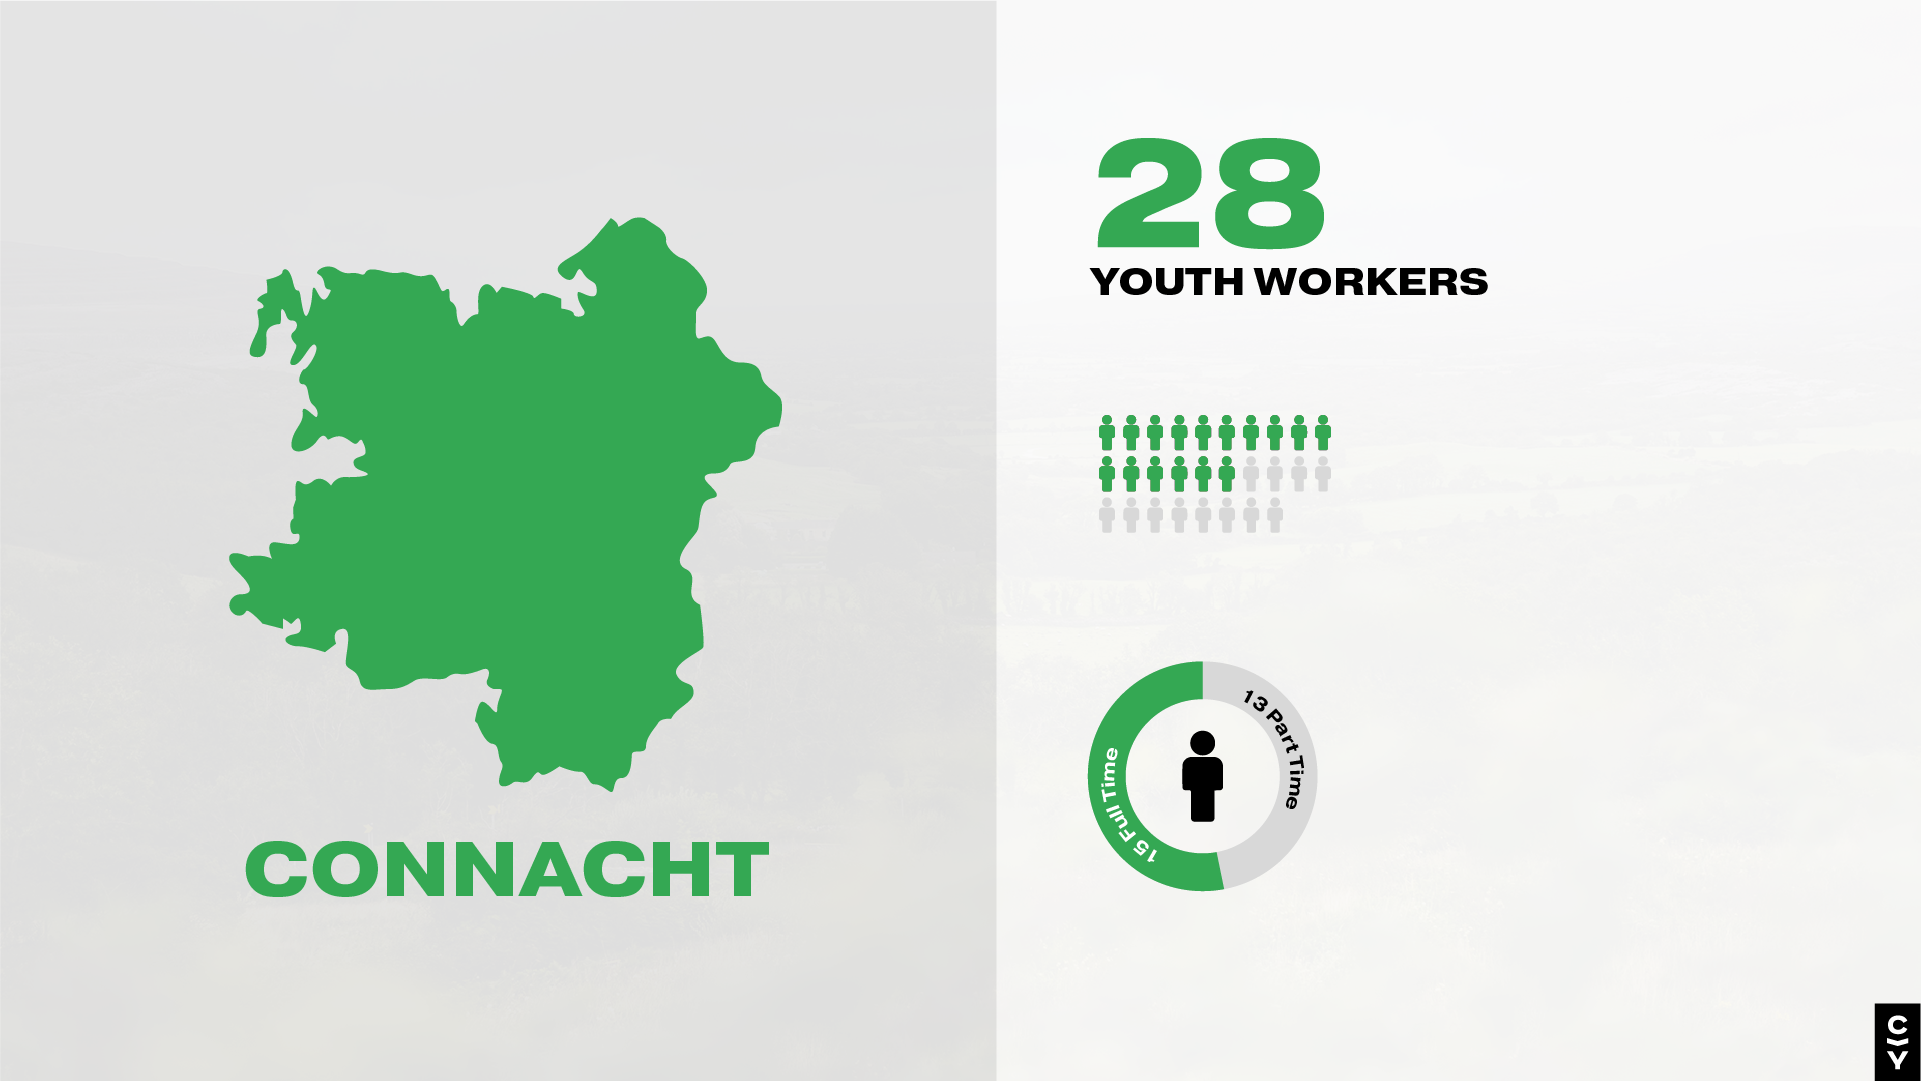 28
YOUTH WORKERS
13 Part Time
15 Full Time
CONNACHT
C
Y